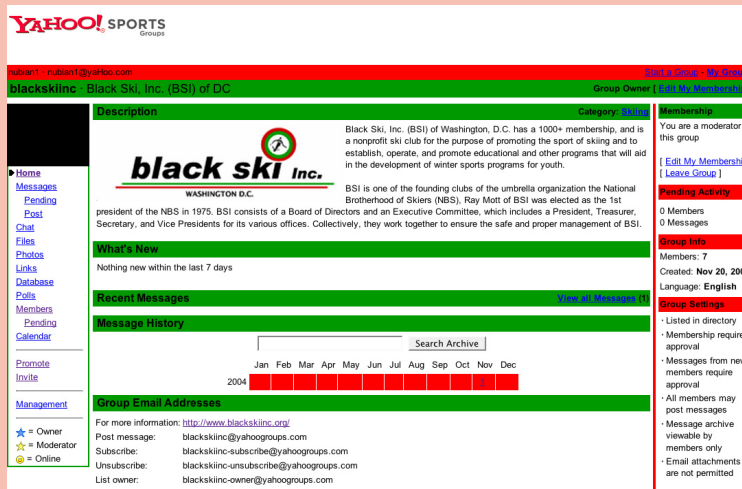 YAHOO! SPORTS
Groups
nubian1 · nubian1@yaHoo.com
Start a Group - My Grou
blackskiinc · Black Ski, Inc. (BSI) of DC
Group Owner [ Edit My Membershi
Home
Messages
Pending
Post
Chat
Files
Photos
Links
Database
Polls
Members
Pending
Calendar
Promote
Invite
Management
= Owner
= Moderator
= Online
Description
Category: Skiing
black ski Inc.
WASHINGTON D.C.
Black Ski, Inc. (BSI) of Washington, D.C. has a 1000+ membership, and is
a nonprofit ski club for the purpose of promoting the sport of skiing and to
establish, operate, and promote educational and other programs that will aid
in the development of winter sports programs for youth.
BSI is one of the founding clubs of the umbrella organization the National
Brotherhood of Skiers (NBS), Ray Mott of BSI was elected as the 1st
president of the NBS in 1975. BSI consists of a Board of Directors and an Executive Committee, which includes a President, Treasurer,
Secretary, and Vice Presidents for its various offices. Collectively, they work together to ensure the safe and proper management of BSI.
What's New
Nothing new within the last 7 days
Recent Messages
View all Messages (1)
Message History
Search Archive
Jan Feb Mar Apr May Jun Jul Aug Sep Oct Nov Dec
2004
Group Email Addresses
For more information: http://www.blackskiinc.org/
Post message: blackskiinc@yahoogroups.com
Subscribe: blackskiinc-subscribe@yahoogroups.com
Unsubscribe: blackskiinc-unsubscribe@yahoogroups.com
List owner: blackskiinc-owner@yahoogroups.com
Membership
You are a moderator
this group
[ Edit My Membershi
[ Leave Group ]
Pending Activity
0 Members
0 Messages
Group Info
Members: 7
Created: Nov 20, 200
Language: English
Group Settings
· Listed in directory
· Membership require
approval
· Messages from new
members require
approval
· All members may
post messages
· Message archive
viewable by
members only
· Email attachments
are not permitted